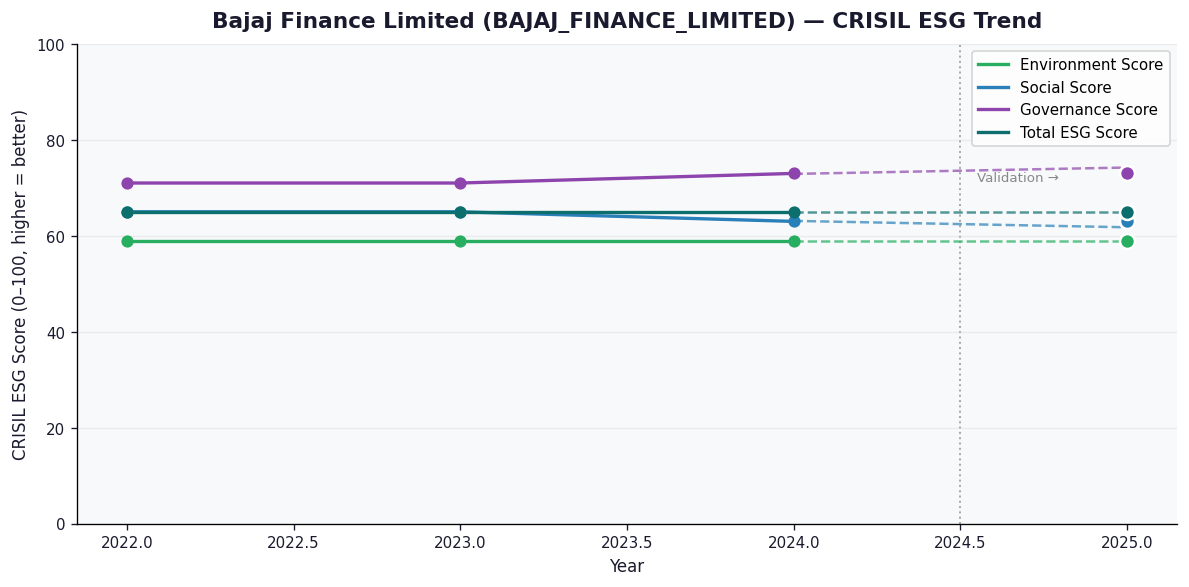 Bajaj Finance Limited (BAJAJ_FINANCE_LIMITED) — CRISIL ESG Trend
CRISIL ESG Score (0–100, higher = better)
100
80
60
40
20
0
Environment Score
Social Score
Governance Score
Total ESG Score
Validation →
2022.0
2022.5
2023.0
2023.5
2024.0
2024.5
2025.0
Year